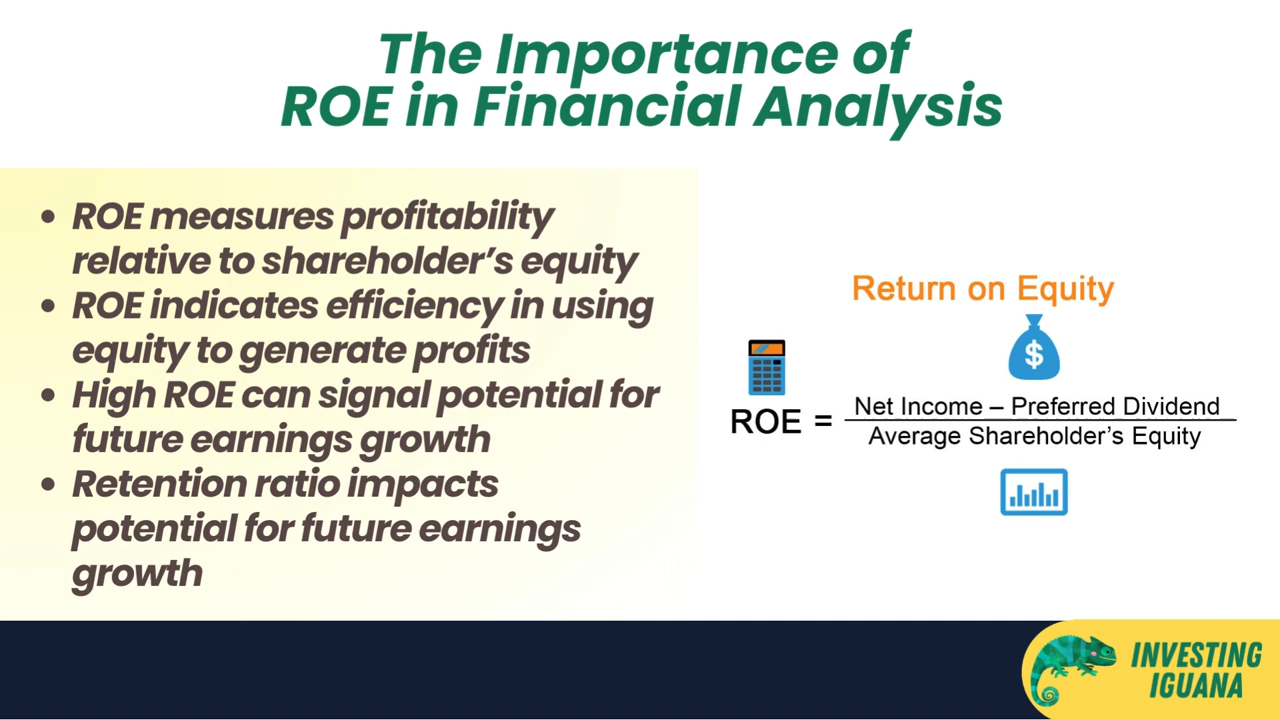 The Importance of
ROE in Financial Analysis
• ROE measures profitability
relative to shareholder’s equity
• ROE indicates efficiency in using
equity to generate profits
• High ROE can signal potential for
future earnings growth
• Retention ratio impacts
potential for future earnings
growth
Return on Equity
$
ROE = Net Income – Preferred Dividend
Average Shareholder’s Equity
INVESTING
IGUANA